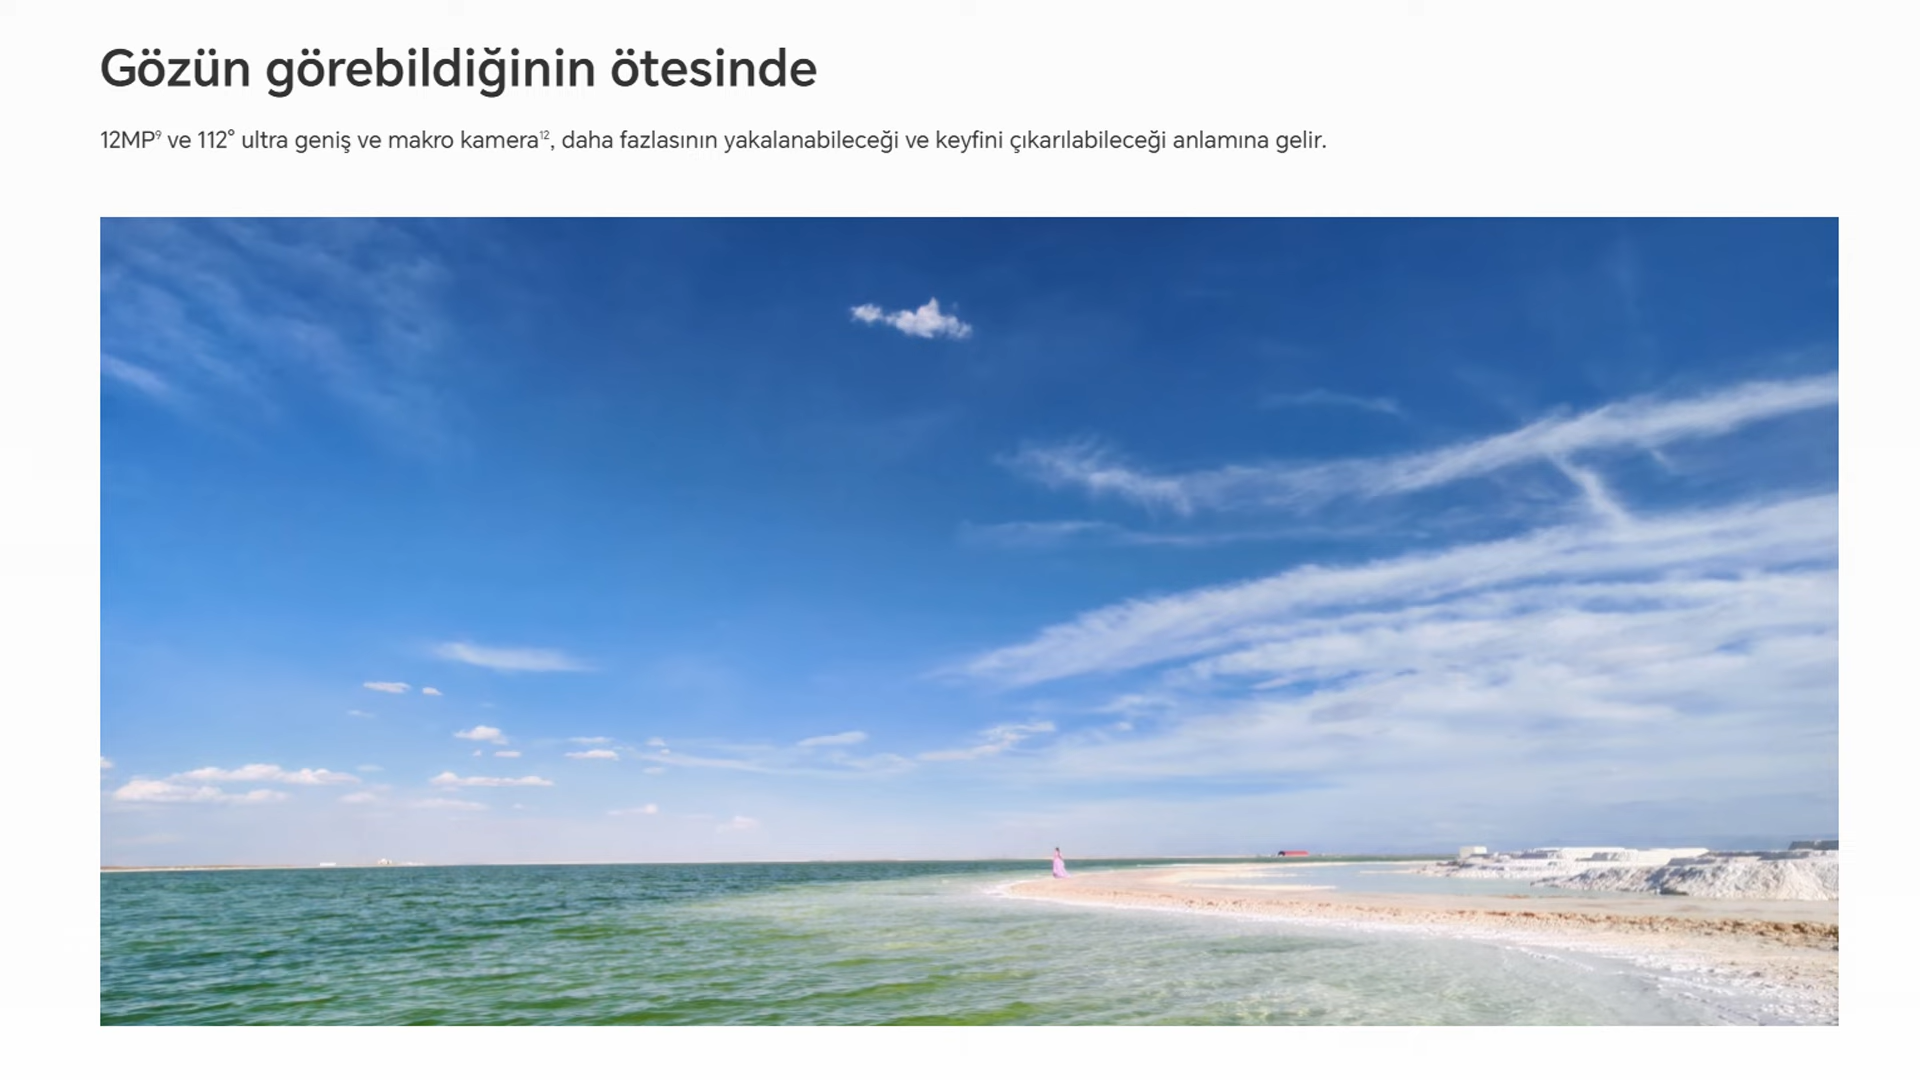 Gözün görebildiğinin ötesinde
12MP⁹ ve 112° ultra geniş ve makro kamera¹², daha fazlasının yakalanabileceği ve keyfini çıkarılabileceği anlamına gelir.